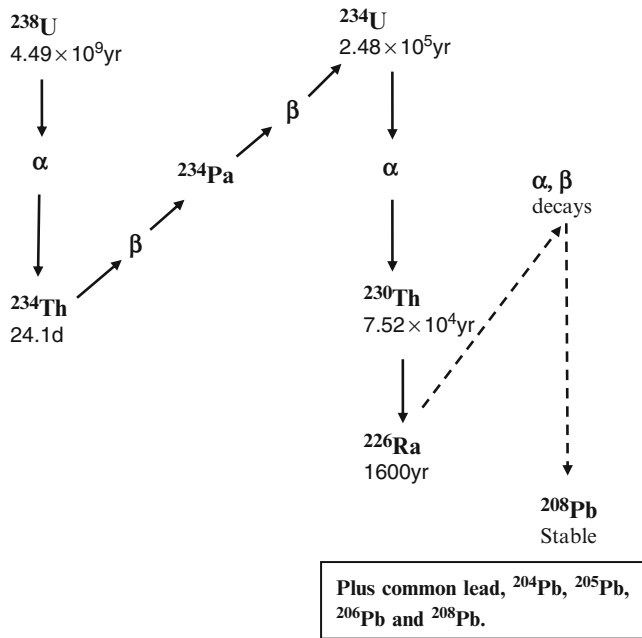 ²³⁸U
4.49 × 10⁹yr
α
²³⁴Th
24.1d
β
²³⁴Pa
β
²³⁴U
2.48 × 10⁵yr
α
²³⁰Th
7.52 × 10⁴yr
²²⁶Ra
1600yr
α, β
decays
²⁰⁸Pb
Stable
Plus common lead, ²⁰⁴Pb, ²⁰⁵Pb,
²⁰⁶Pb and ²⁰⁸Pb.